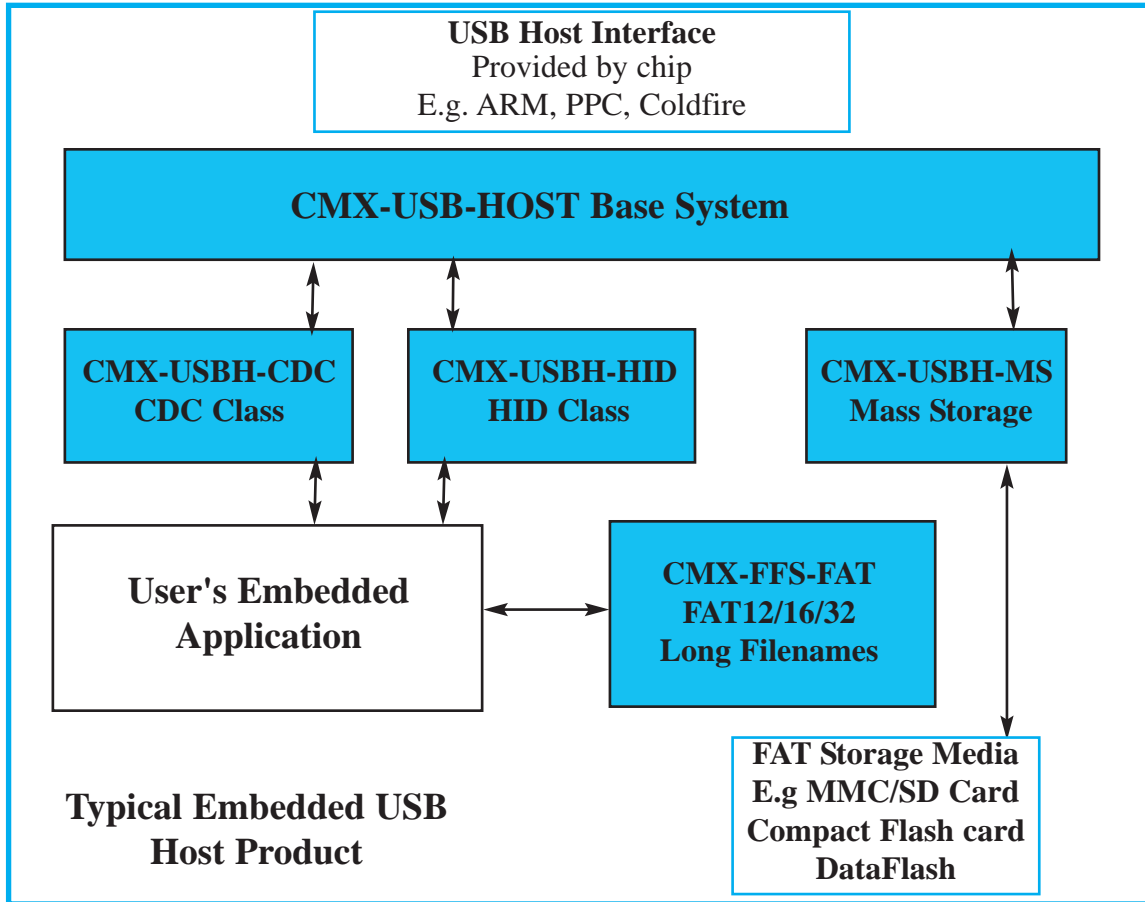 USB Host Interface
Provided by chip
E.g. ARM, PPC, Coldfire
CMX-USB-HOST Base System
CMX-USBH-CDC
CDC Class
CMX-USBH-HID
HID Class
CMX-USBH-MS
Mass Storage
User's Embedded
Application
CMX-FFS-FAT
FAT12/16/32
Long Filenames
FAT Storage Media
E.g MMC/SD Card
Compact Flash card
DataFlash
Typical Embedded USB
Host Product